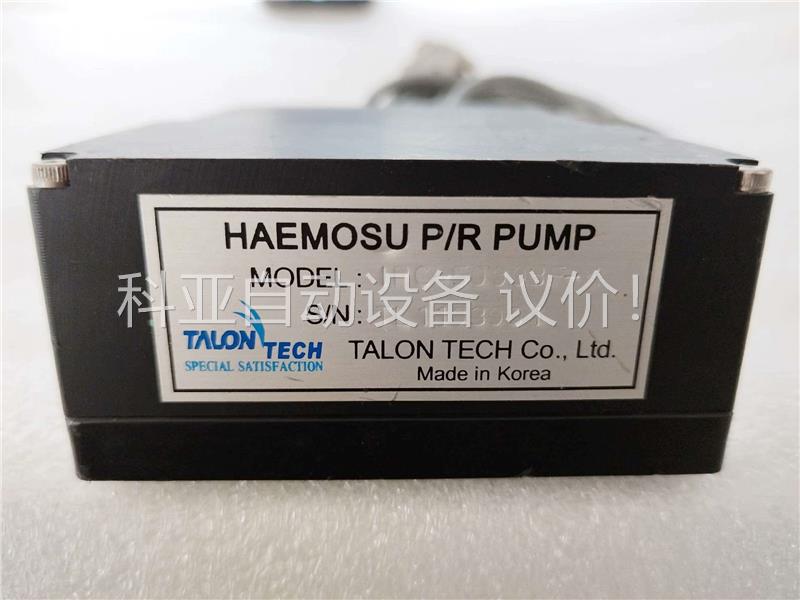 HAEMOSU P/R PUMP
MODEL :
S/N :
科亚自动设备 议价！
TALON TECH
SPECIAL SATISFACTION
TALON TECH Co., Ltd.
Made in Korea